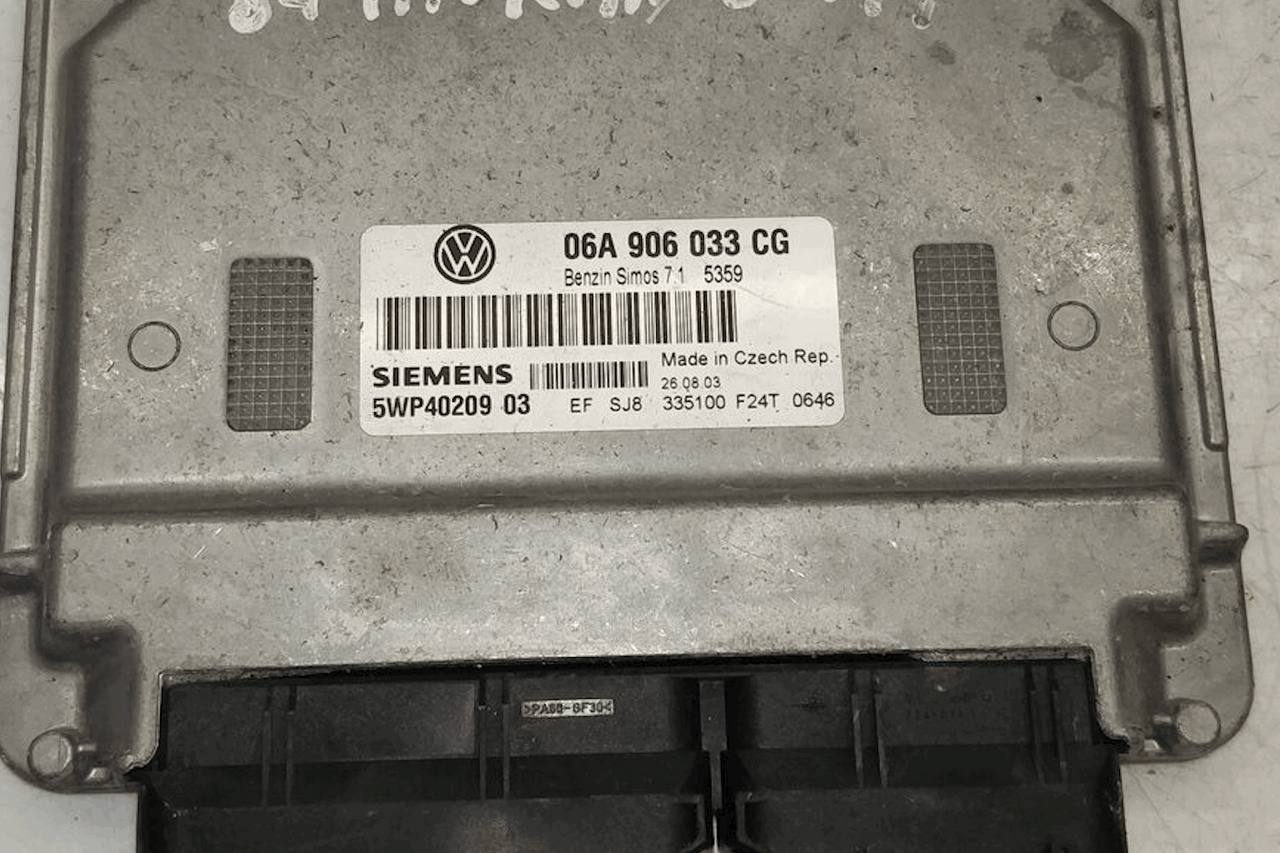 06A 906 033 CG
Benzin Simos 7.1 5359
Made in Czech Rep.
SIEMENS
26.08.03
5WP40209 03 EF SJ8 335100 F24T 0646
>PA66-GF30<